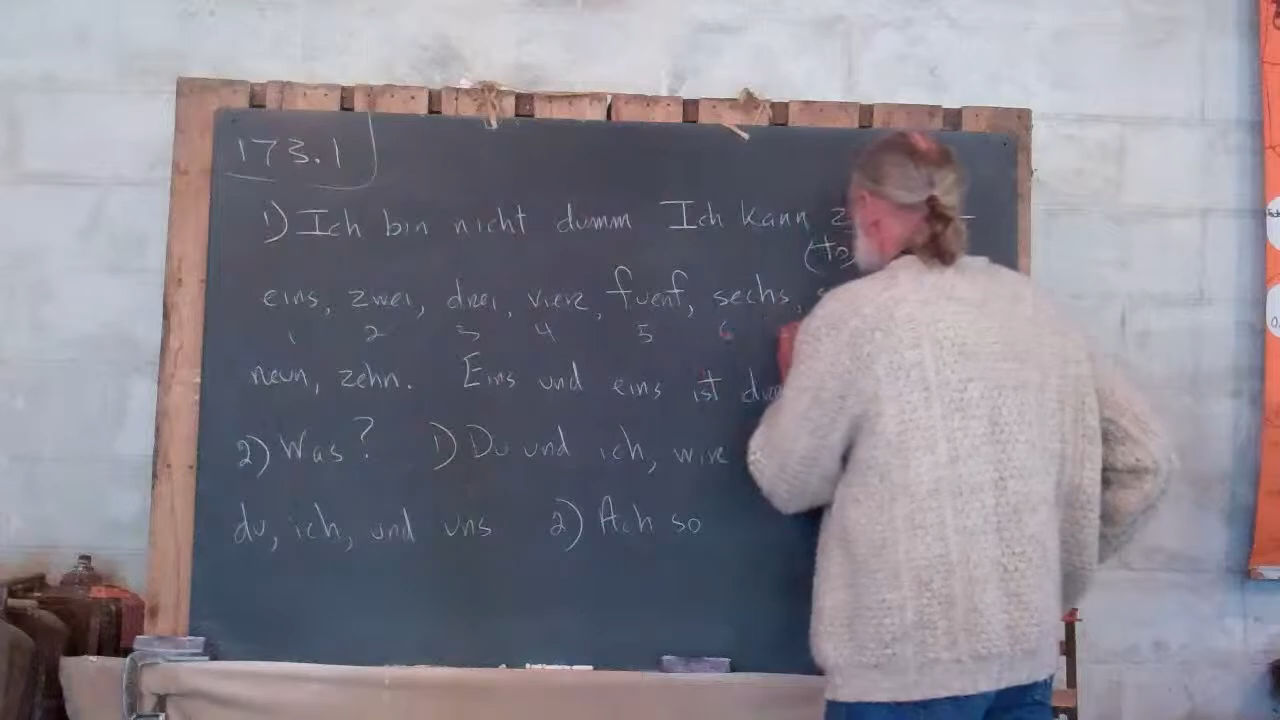 173.1
1) Ich bin nicht dumm Ich kann
(to)
eins, zwei, drei, viere, fuenf, sechs,
1 2 3 4 5 6
neun, zehn. Eins und eins ist
2) Was? 1) Du und ich, wire
du, ich, und uns 2) Ach so